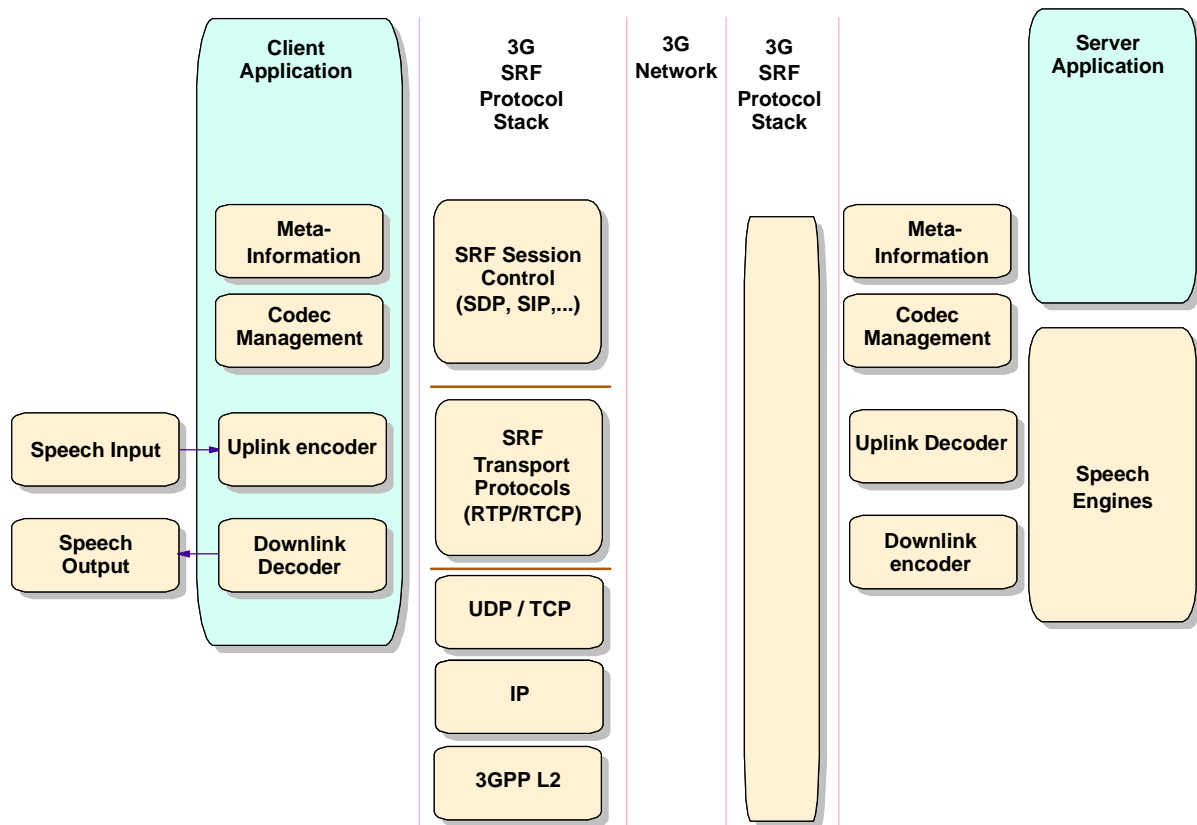 Client
Application
3G
SRF
Protocol
Stack
3G
Network
3G
SRF
Protocol
Stack
Server
Application
Meta-
Information
Codec
Management
Speech Input
Uplink encoder
Speech
Output
Downlink
Decoder
SRF Session
Control
(SDP, SIP,...)
SRF
Transport
Protocols
(RTP/RTCP)
UDP / TCP
IP
3GPP L2
Meta-
Information
Codec
Management
Uplink Decoder
Downlink
encoder
Speech
Engines